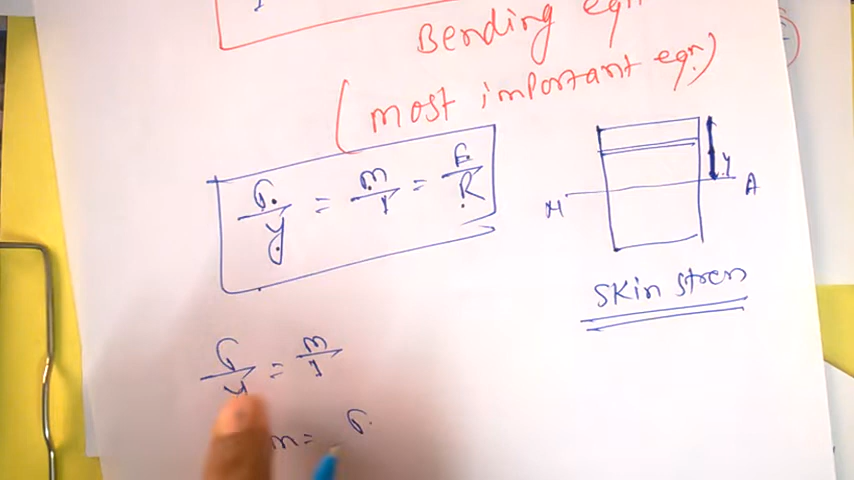 Bending eqn
(most important eqn)
σ/y = m/I = E/R
y
N A
skin stress
σ/y = m/I
m = σ